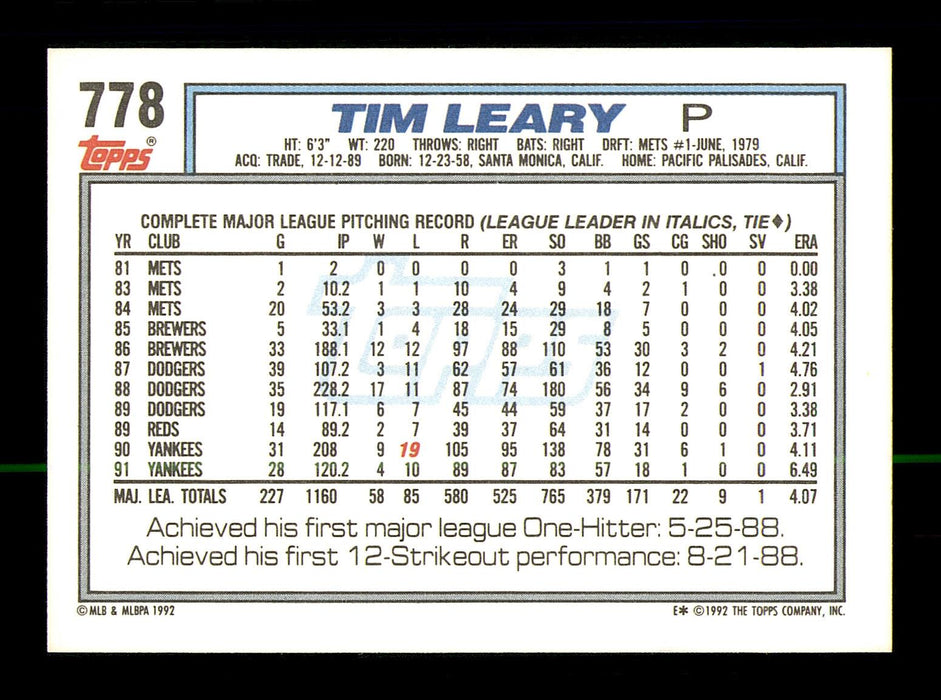 778
TOPPS®
TIM LEARY P
HT: 6'3" WT: 220 THROWS: RIGHT BATS: RIGHT DRFT: METS #1-JUNE, 1979
ACQ: TRADE, 12-12-89 BORN: 12-23-58, SANTA MONICA, CALIF. HOME: PACIFIC PALISADES, CALIF.
COMPLETE MAJOR LEAGUE PITCHING RECORD (LEAGUE LEADER IN ITALICS, TIE♦)
YR CLUB G IP W L R ER SO BB GS CG SHO SV ERA
81 METS 1 2 0 0 0 0 3 1 1 0 .0 0 0.00
83 METS 2 10.2 1 1 10 4 9 4 2 1 0 0 3.38
84 METS 20 53.2 3 3 28 24 29 18 7 0 0 0 4.02
85 BREWERS 5 33.1 1 4 18 15 29 8 5 0 0 0 4.05
86 BREWERS 33 188.1 12 12 97 88 110 53 30 3 2 0 4.21
87 DODGERS 39 107.2 3 11 62 57 61 36 12 0 0 1 4.76
88 DODGERS 35 228.2 17 11 87 74 180 56 34 9 6 0 2.91
89 DODGERS 19 117.1 6 7 45 44 59 37 17 2 0 0 3.38
89 REDS 14 89.2 2 7 39 37 64 31 14 0 0 0 3.71
90 YANKEES 31 208 9 19 105 95 138 78 31 6 1 0 4.11
91 YANKEES 28 120.2 4 10 89 87 83 57 18 1 0 0 6.49
MAJ. LEA. TOTALS 227 1160 58 85 580 525 765 379 171 22 9 1 4.07
Achieved his first major league One-Hitter: 5-25-88.
Achieved his first 12-Strikeout performance: 8-21-88.
©MLB & MLBPA 1992 E* ©1992 THE TOPPS COMPANY, INC.